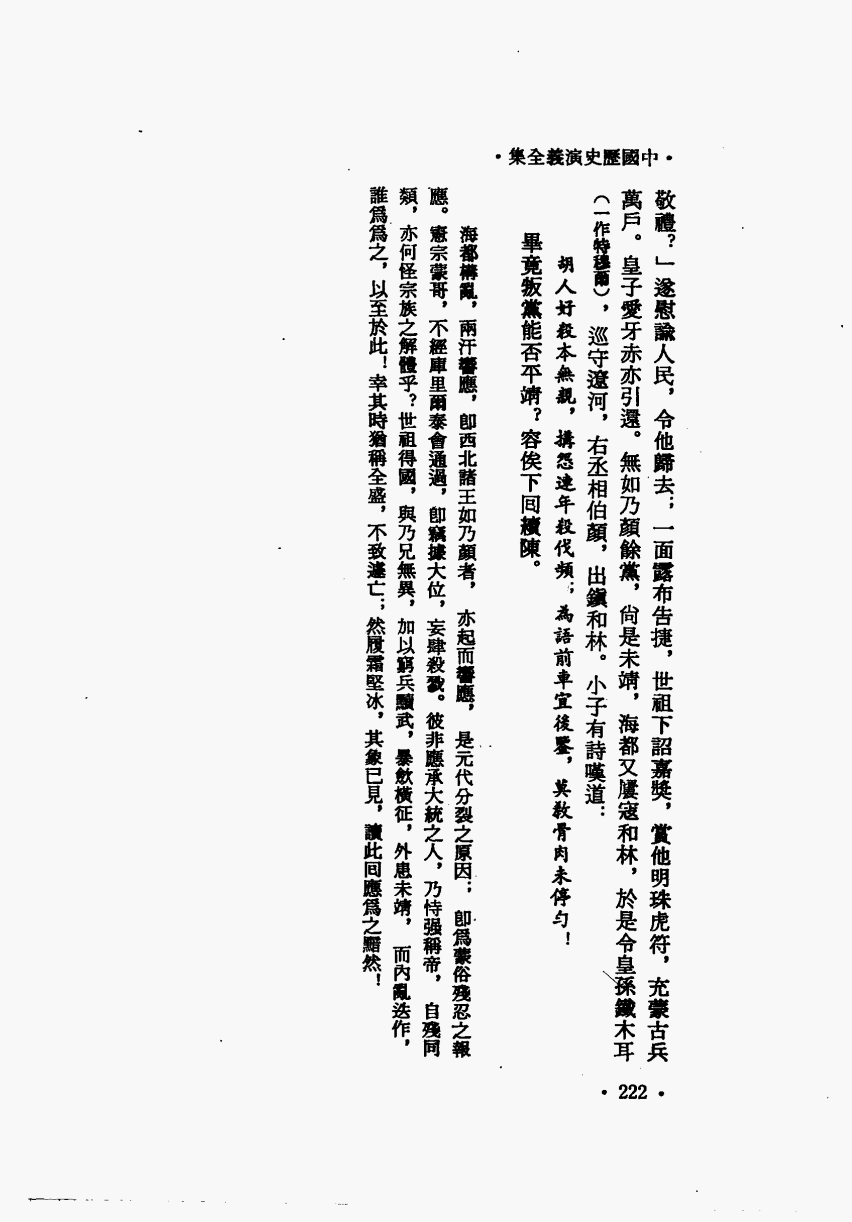 ·中國歷史演義全集·
敬禮？」遂慰諭人民，令他歸去；一面露布告捷，世祖下詔嘉獎，賞他明珠虎符，充蒙古兵
萬戶。皇子愛牙赤亦引還。無如乃顏餘黨，尙是未靖，海都又屢寇和林，於是令皇孫鐵木耳
（一作特穆爾），巡守遼河，右丞相伯顏，出鎭和林。小子有詩嘆道：
胡人好殺本無親，搆怨連年殺伐頻；為語前車宜後鑒，莫教骨肉未停勻！
畢竟叛黨能否平靖？容俟下回續陳。
海都構亂，兩汗響應，卽西北諸王如乃顏者，亦起而響應，是元代分裂之原因；卽爲蒙俗殘忍之報
應。憲宗蒙哥，不經庫里爾泰會通過，卽竊據大位，妄肆殺戮。彼非應承大統之人，乃恃强稱帝，自殘同
類，亦何怪宗族之解體乎？世祖得國，與乃兄無異，加以窮兵黷武，暴斂橫征，外患未靖，而內亂迭作，
誰爲爲之，以至於此！幸其時猶稱全盛，不致遽亡；然履霜堅冰，其象已見，讀此回應爲之黯然！
·222·